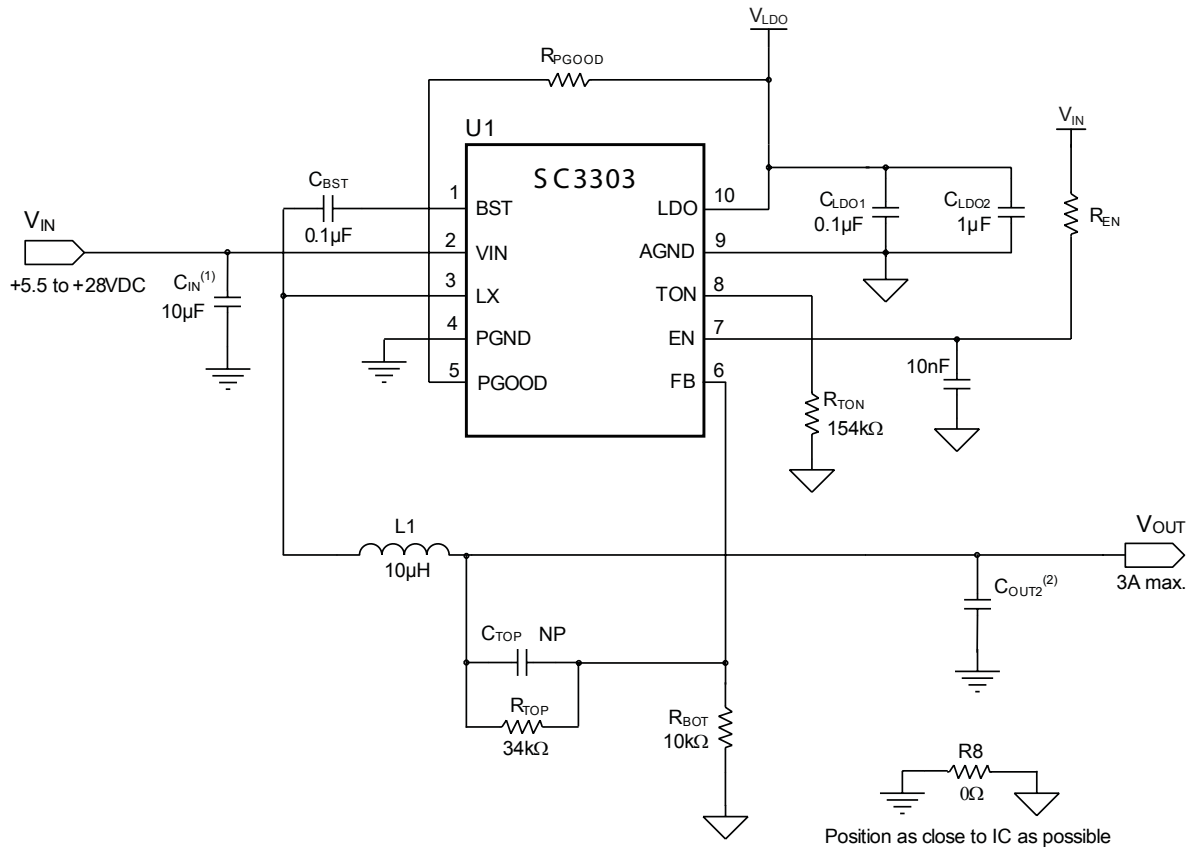 VLDO
RPGOOD
U1
SC3303
VIN
CBST
0.1µF
1
BST
LDO
10
CLDO1
0.1µF
CLDO2
1µF
REN
VIN
+5.5 to +28VDC
2
VIN
AGND
9
CIN(1)
10µF
3
LX
TON
8
4
PGND
EN
7
5
PGOOD
FB
6
10nF
RTON
154kΩ
L1
10µH
VOUT
3A max.
COUT2(2)
CTOP NP
RTOP
34kΩ
RBOT
10kΩ
R8
0Ω
Position as close to IC as possible